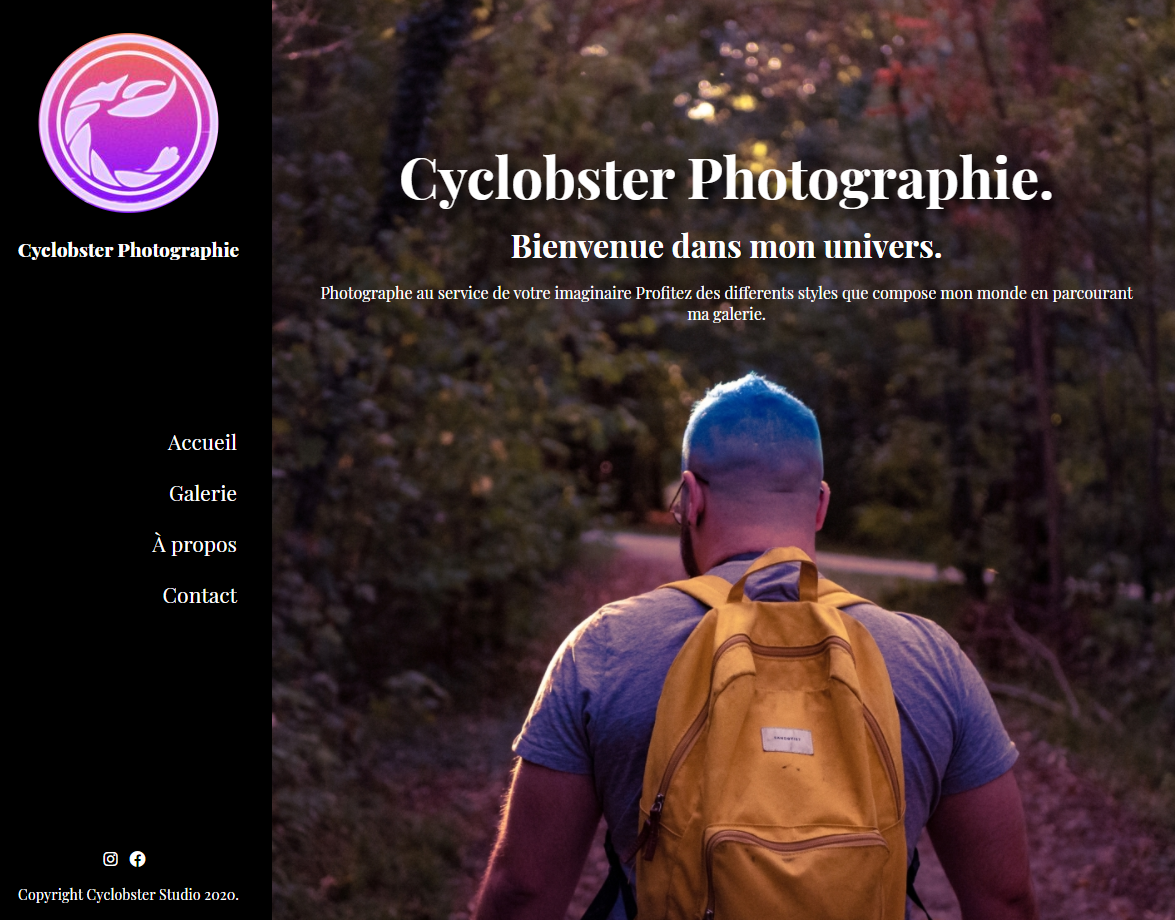 Cyclobster Photographie
Accueil
Galerie
À propos
Contact
Copyright Cyclobster Studio 2020.
Cyclobster Photographie.
Bienvenue dans mon univers.
Photographe au service de votre imaginaire Profitez des differents styles que compose mon monde en parcourant
ma galerie.